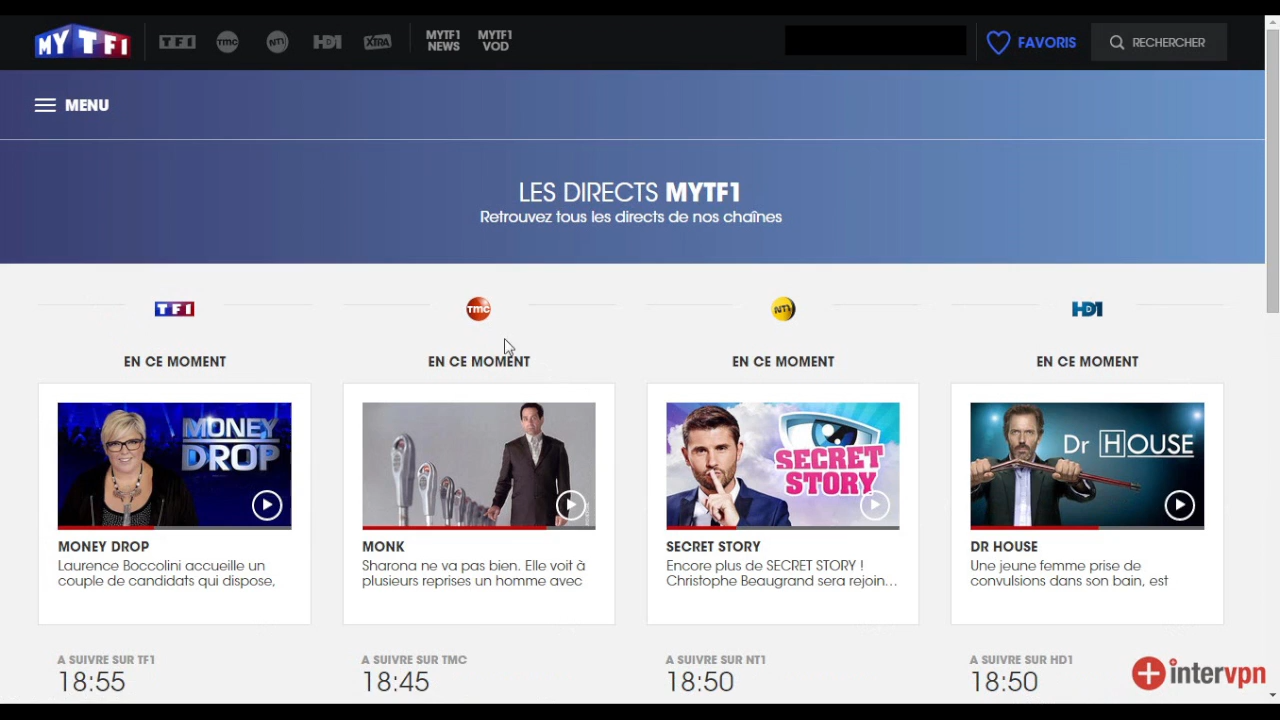 MYTF1
TF1
TMC
NT1
HD1
XTRA
MYTF1
NEWS
MYTF1
VOD
FAVORIS
RECHERCHER
MENU
LES DIRECTS MYTF1
Retrouvez tous les directs de nos chaînes
TF1
TMC
NT1
HD1
EN CE MOMENT
EN CE MOMENT
EN CE MOMENT
EN CE MOMENT
MONEY
DROP
SECRET
STORY
Dr HOUSE
MONEY DROP
Laurence Boccolini accueille un
couple de candidats qui dispose,
MONK
Sharona ne va pas bien. Elle voit à
plusieurs reprises un homme avec
SECRET STORY
Encore plus de SECRET STORY !
Christophe Beaugrand sera rejoin...
DR HOUSE
Une jeune femme prise de
convulsions dans son bain, est
A SUIVRE SUR TF1
18:55
A SUIVRE SUR TMC
18:45
A SUIVRE SUR NT1
18:50
A SUIVRE SUR HD1
18:50
intervpn